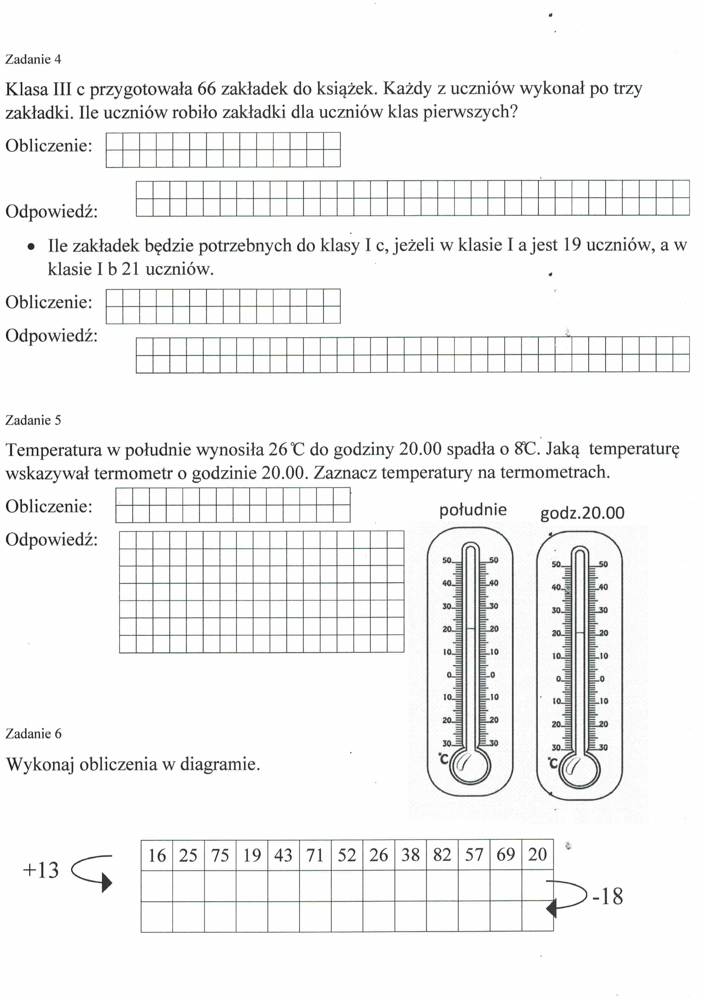 Zadanie 4
Klasa III c przygotowała 66 zakładek do książek. Każdy z uczniów wykonał po trzy
zakładki. Ile uczniów robiło zakładki dla uczniów klas pierwszych?
Obliczenie:
Odpowiedź:
• Ile zakładek będzie potrzebnych do klasy I c, jeżeli w klasie I a jest 19 uczniów, a w
klasie I b 21 uczniów.
Obliczenie:
Odpowiedź:
Zadanie 5
Temperatura w południe wynosiła 26 ℃ do godziny 20.00 spadła o 8℃. Jaką temperaturę
wskazywał termometr o godzinie 20.00. Zaznacz temperatury na termometrach.
Obliczenie:
Odpowiedź:
południe godz.20.00
50 50 50 50
40 40 40 40
30 30 30 30
20 20 20 20
10 10 10 10
0 0 0 0
10 10 10 10
20 20 20 20
30 30 30 30
°C °C
Zadanie 6
Wykonaj obliczenia w diagramie.
16 25 75 19 43 71 52 26 38 82 57 69 20
+13
-18